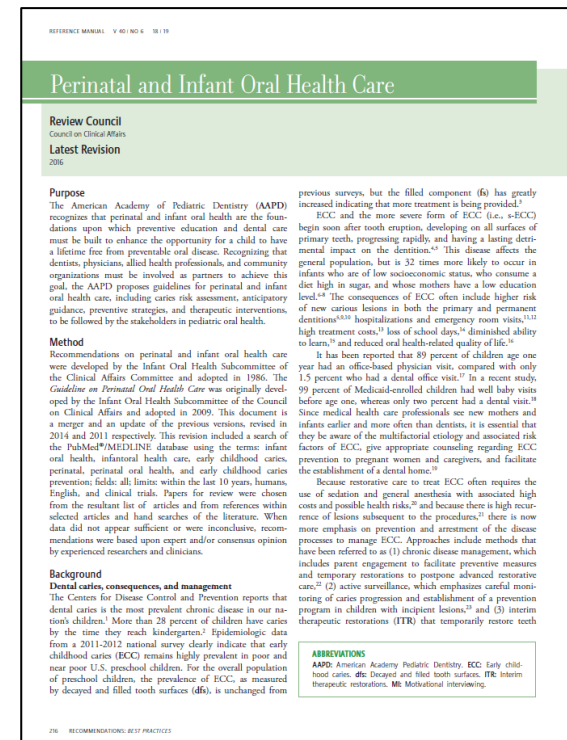 REFERENCE MANUAL V 40 / NO 6 18 / 19
Perinatal and Infant Oral Health Care
Review Council
Council on Clinical Affairs
Latest Revision
2016
Purpose
The American Academy of Pediatric Dentistry (AAPD)
recognizes that perinatal and infant oral health are the foun-
dations upon which preventive education and dental care
must be built to enhance the opportunity for a child to have
a lifetime free from preventable oral disease. Recognizing that
dentists, physicians, allied health professionals, and community
organizations must be involved as partners to achieve this
goal, the AAPD proposes guidelines for perinatal and infant
oral health care, including caries risk assessment, anticipatory
guidance, preventive strategies, and therapeutic interventions,
to be followed by the stakeholders in pediatric oral health.
Method
Recommendations on perinatal and infant oral health care
were developed by the Infant Oral Health Subcommittee of
the Clinical Affairs Committee and adopted in 1986. The
Guideline on Perinatal Oral Health Care was originally devel-
oped by the Infant Oral Health Subcommittee of the Council
on Clinical Affairs and adopted in 2009. This document is
a merger and an update of the previous versions, revised in
2014 and 2011 respectively. This revision included a search of
the PubMed®/MEDLINE database using the terms: infant
oral health, infantoral health care, early childhood caries,
perinatal, perinatal oral health, and early childhood caries
prevention; fields: all; limits: within the last 10 years, humans,
English, and clinical trials. Papers for review were chosen
from the resultant list of articles and from references within
selected articles and hand searches of the literature. When
data did not appear sufficient or were inconclusive, recom-
mendations were based upon expert and/or consensus opinion
by experienced researchers and clinicians.
Background
Dental caries, consequences, and management
The Centers for Disease Control and Prevention reports that
dental caries is the most prevalent chronic disease in our na-
tion's children.1 More than 28 percent of children have caries
by the time they reach kindergarten.2 Epidemiologic data
from a 2011-2012 national survey clearly indicate that early
childhood caries (ECC) remains highly prevalent in poor and
near poor U.S. preschool children. For the overall population
of preschool children, the prevalence of ECC, as measured
by decayed and filled tooth surfaces (dfs), is unchanged from
previous surveys, but the filled component (fs) has greatly
increased indicating that more treatment is being provided.3
ECC and the more severe form of ECC (i.e., s-ECC)
begin soon after tooth eruption, developing on all surfaces of
primary teeth, progressing rapidly, and having a lasting detri-
mental impact on the dentition.4,5 This disease affects the
general population, but is 32 times more likely to occur in
infants who are of low socioeconomic status, who consume a
diet high in sugar, and whose mothers have a low education
level.6-8 The consequences of ECC often include higher risk
of new carious lesions in both the primary and permanent
dentitions,4,9,10 hospitalizations and emergency room visits,11,12
high treatment costs,13 loss of school days,14 diminished ability
to learn,15 and reduced oral health-related quality of life.16
It has been reported that 89 percent of children age one
year had an office-based physician visit, compared with only
1.5 percent who had a dental office visit.17 In a recent study,
99 percent of Medicaid-enrolled children had well baby visits
before age one, whereas only two percent had a dental visit.18
Since medical health care professionals see new mothers and
infants earlier and more often than dentists, it is essential that
they be aware of the multifactorial etiology and associated risk
factors of ECC, give appropriate counseling regarding ECC
prevention to pregnant women and caregivers, and facilitate
the establishment of a dental home.19
Because restorative care to treat ECC often requires the
use of sedation and general anesthesia with associated high
costs and possible health risks,20 and because there is high recur-
rence of lesions subsequent to the procedures,21 there is now
more emphasis on prevention and arrestment of the disease
processes to manage ECC. Approaches include methods that
have been referred to as (1) chronic disease management, which
includes parent engagement to facilitate preventive measures
and temporary restorations to postpone advanced restorative
care,22 (2) active surveillance, which emphasizes careful moni-
toring of caries progression and establishment of a prevention
program in children with incipient lesions,23 and (3) interim
therapeutic restorations (ITR) that temporarily restore teeth
ABBREVIATIONS
AAPD: American Academy Pediatric Dentistry. ECC: Early child-
hood caries. dfs: Decayed and filled tooth surfaces. ITR: Interim
therapeutic restorations. MI: Motivational interviewing.
216 RECOMMENDATIONS: BEST PRACTICES